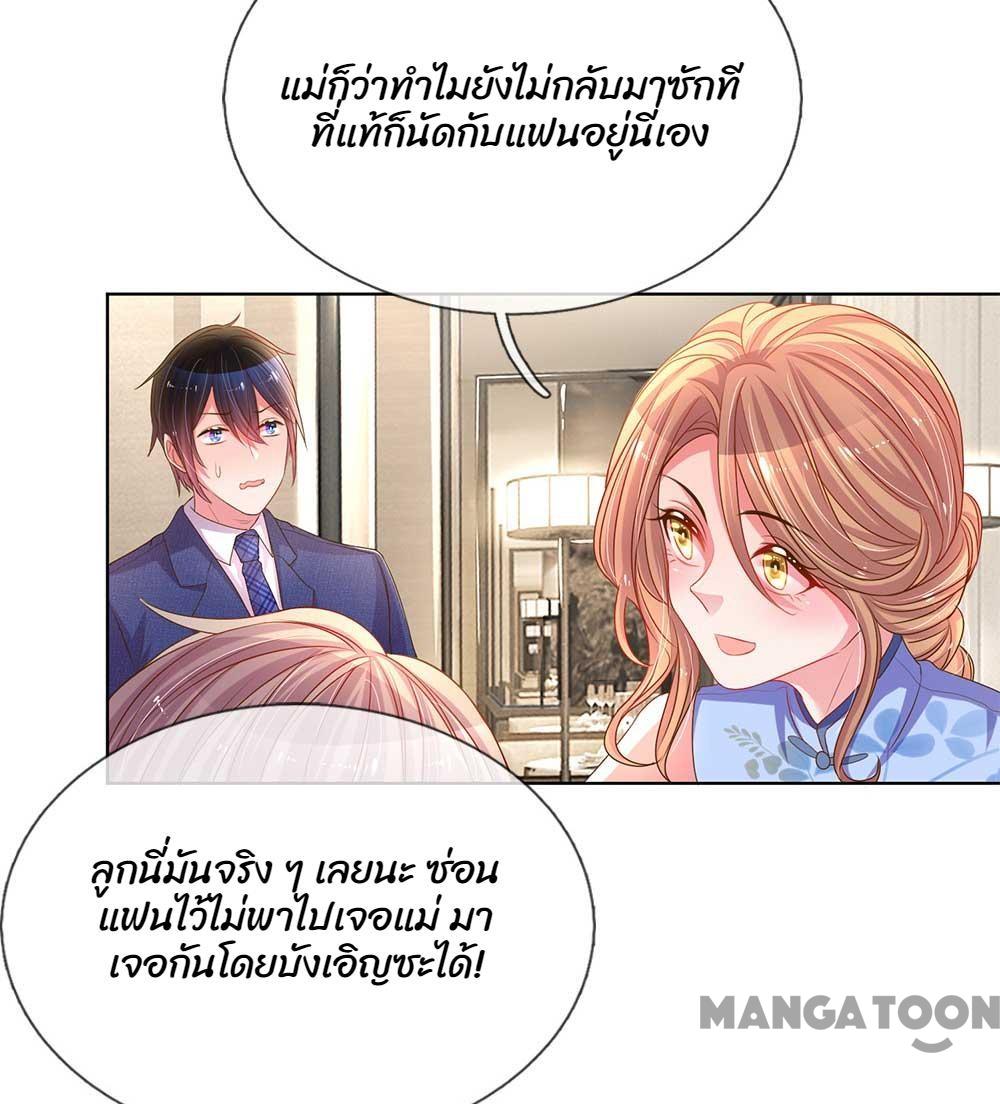 แม่ก็ว่าทำไมยังไม่กลับมาซักที
ที่แท้ก็นัดกับแฟนอยู่นี่เอง
ลูกนี่มันจริง ๆ เลยนะ ซ่อน
แฟนไว้ไม่พาไปเจอแม่ มา
เจอกันโดยบังเอิญซะได้!
MANGATOON